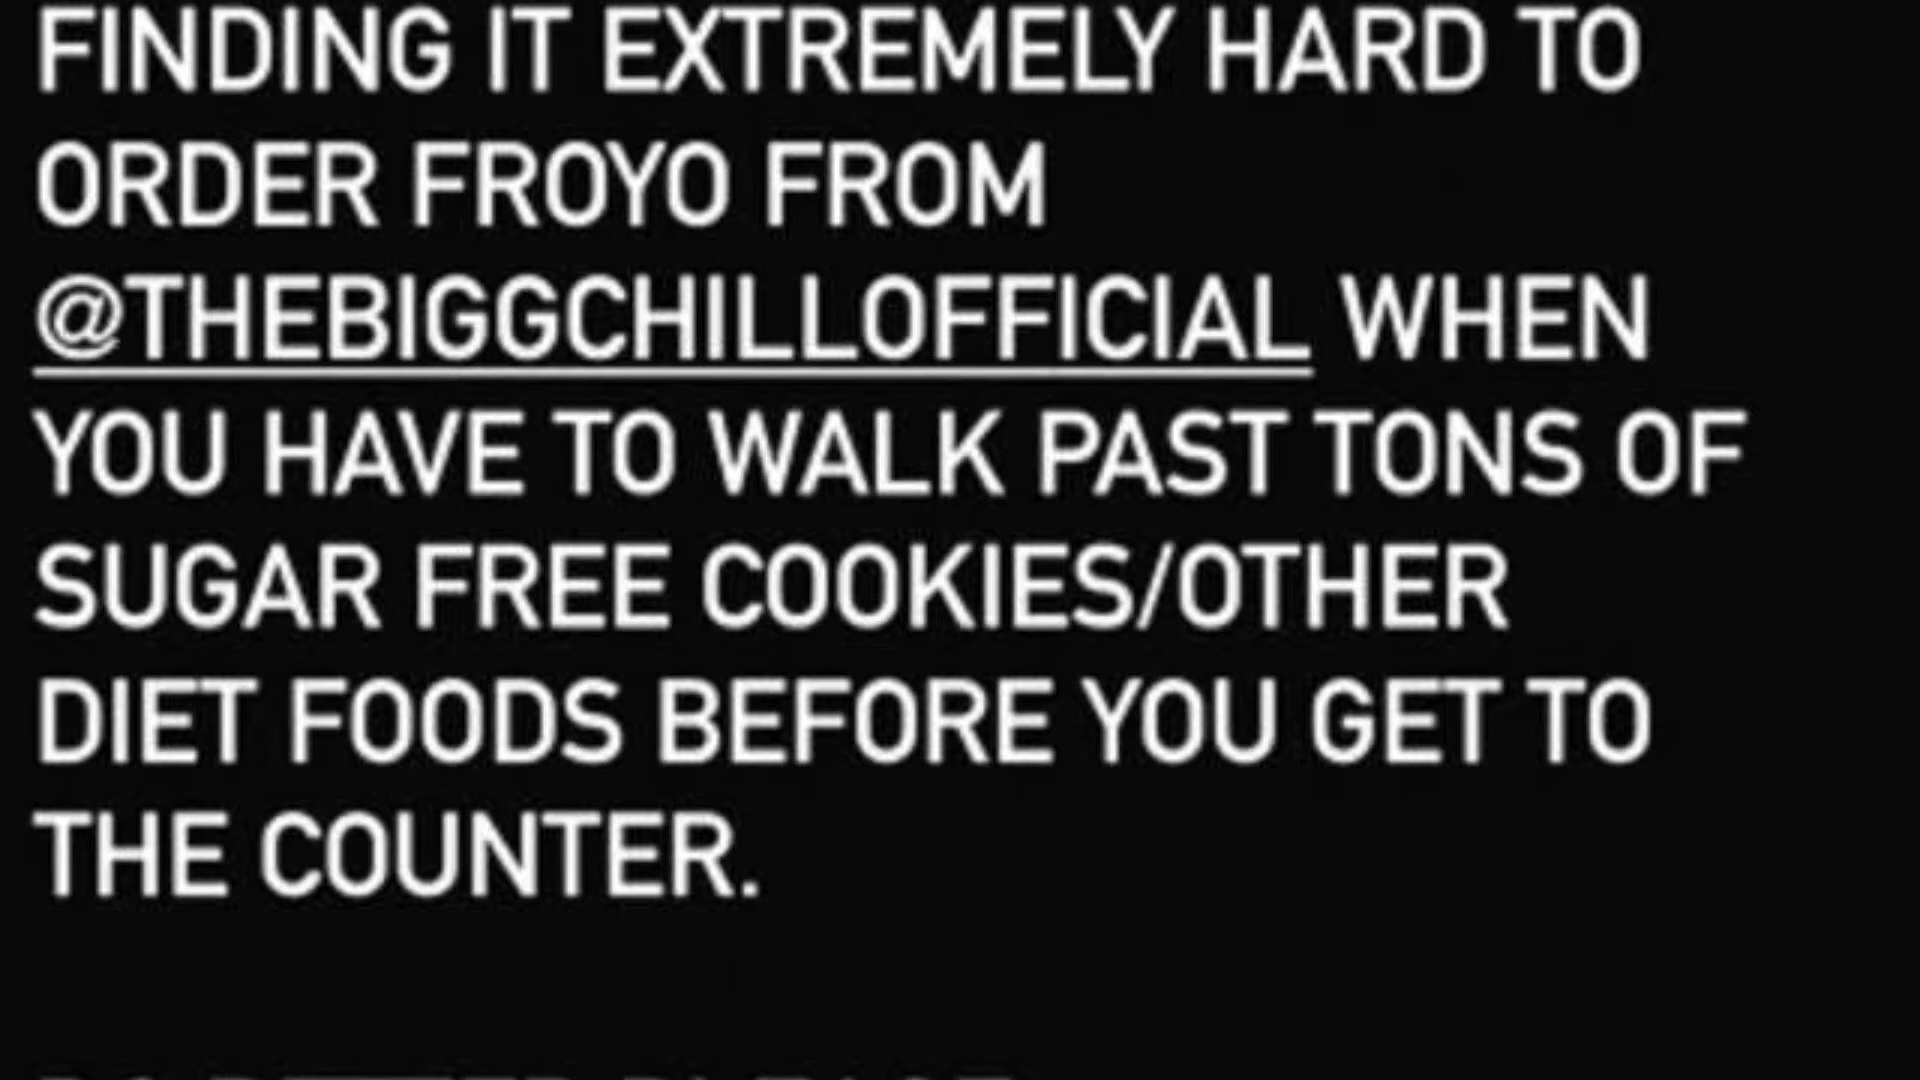 FINDING IT EXTREMELY HARD TO
ORDER FROYO FROM
@THEBIGGCHILLOFFICIAL WHEN
YOU HAVE TO WALK PAST TONS OF
SUGAR FREE COOKIES/OTHER
DIET FOODS BEFORE YOU GET TO
THE COUNTER.